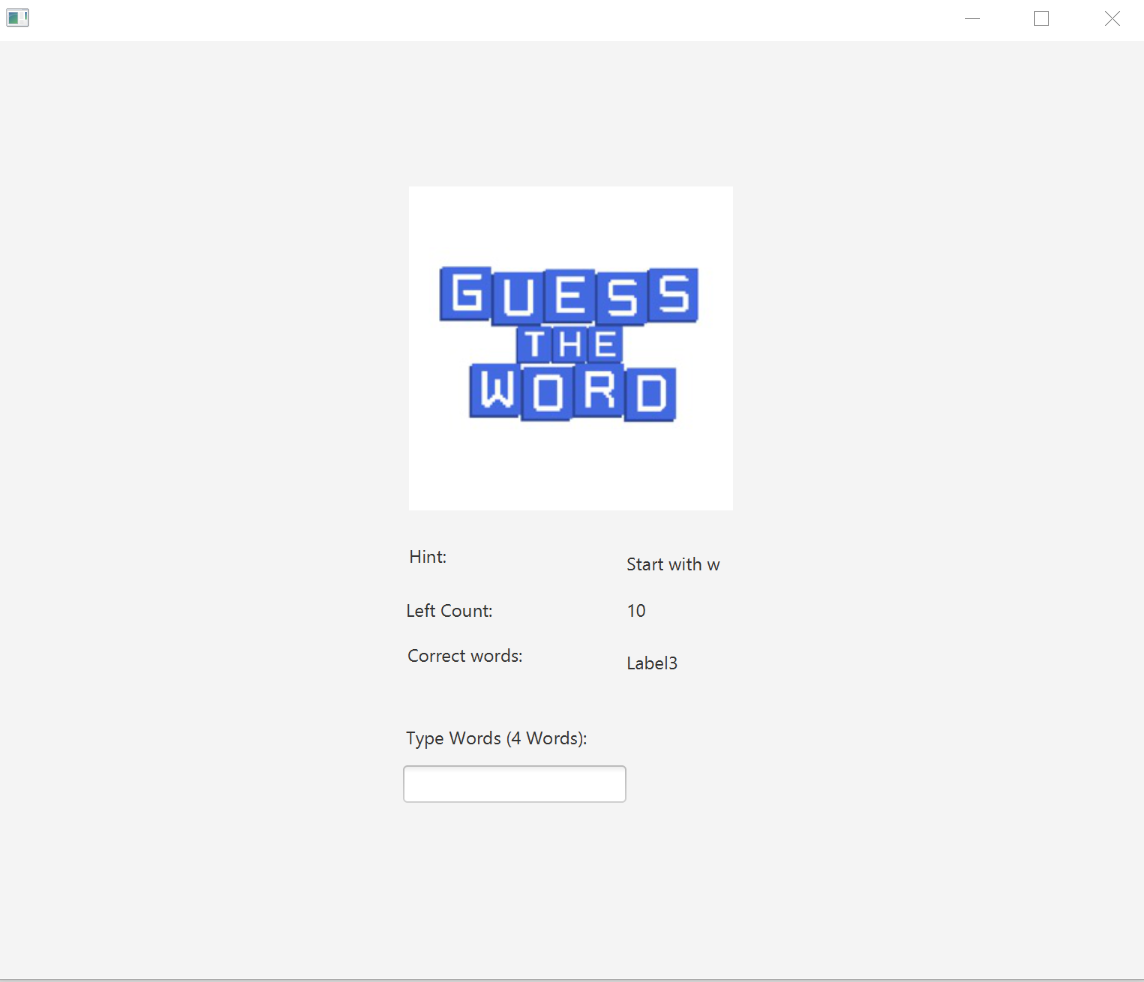 GUESS
THE
WORD
Hint:
Start with w
Left Count:
10
Correct words:
Label3
Type Words (4 Words):